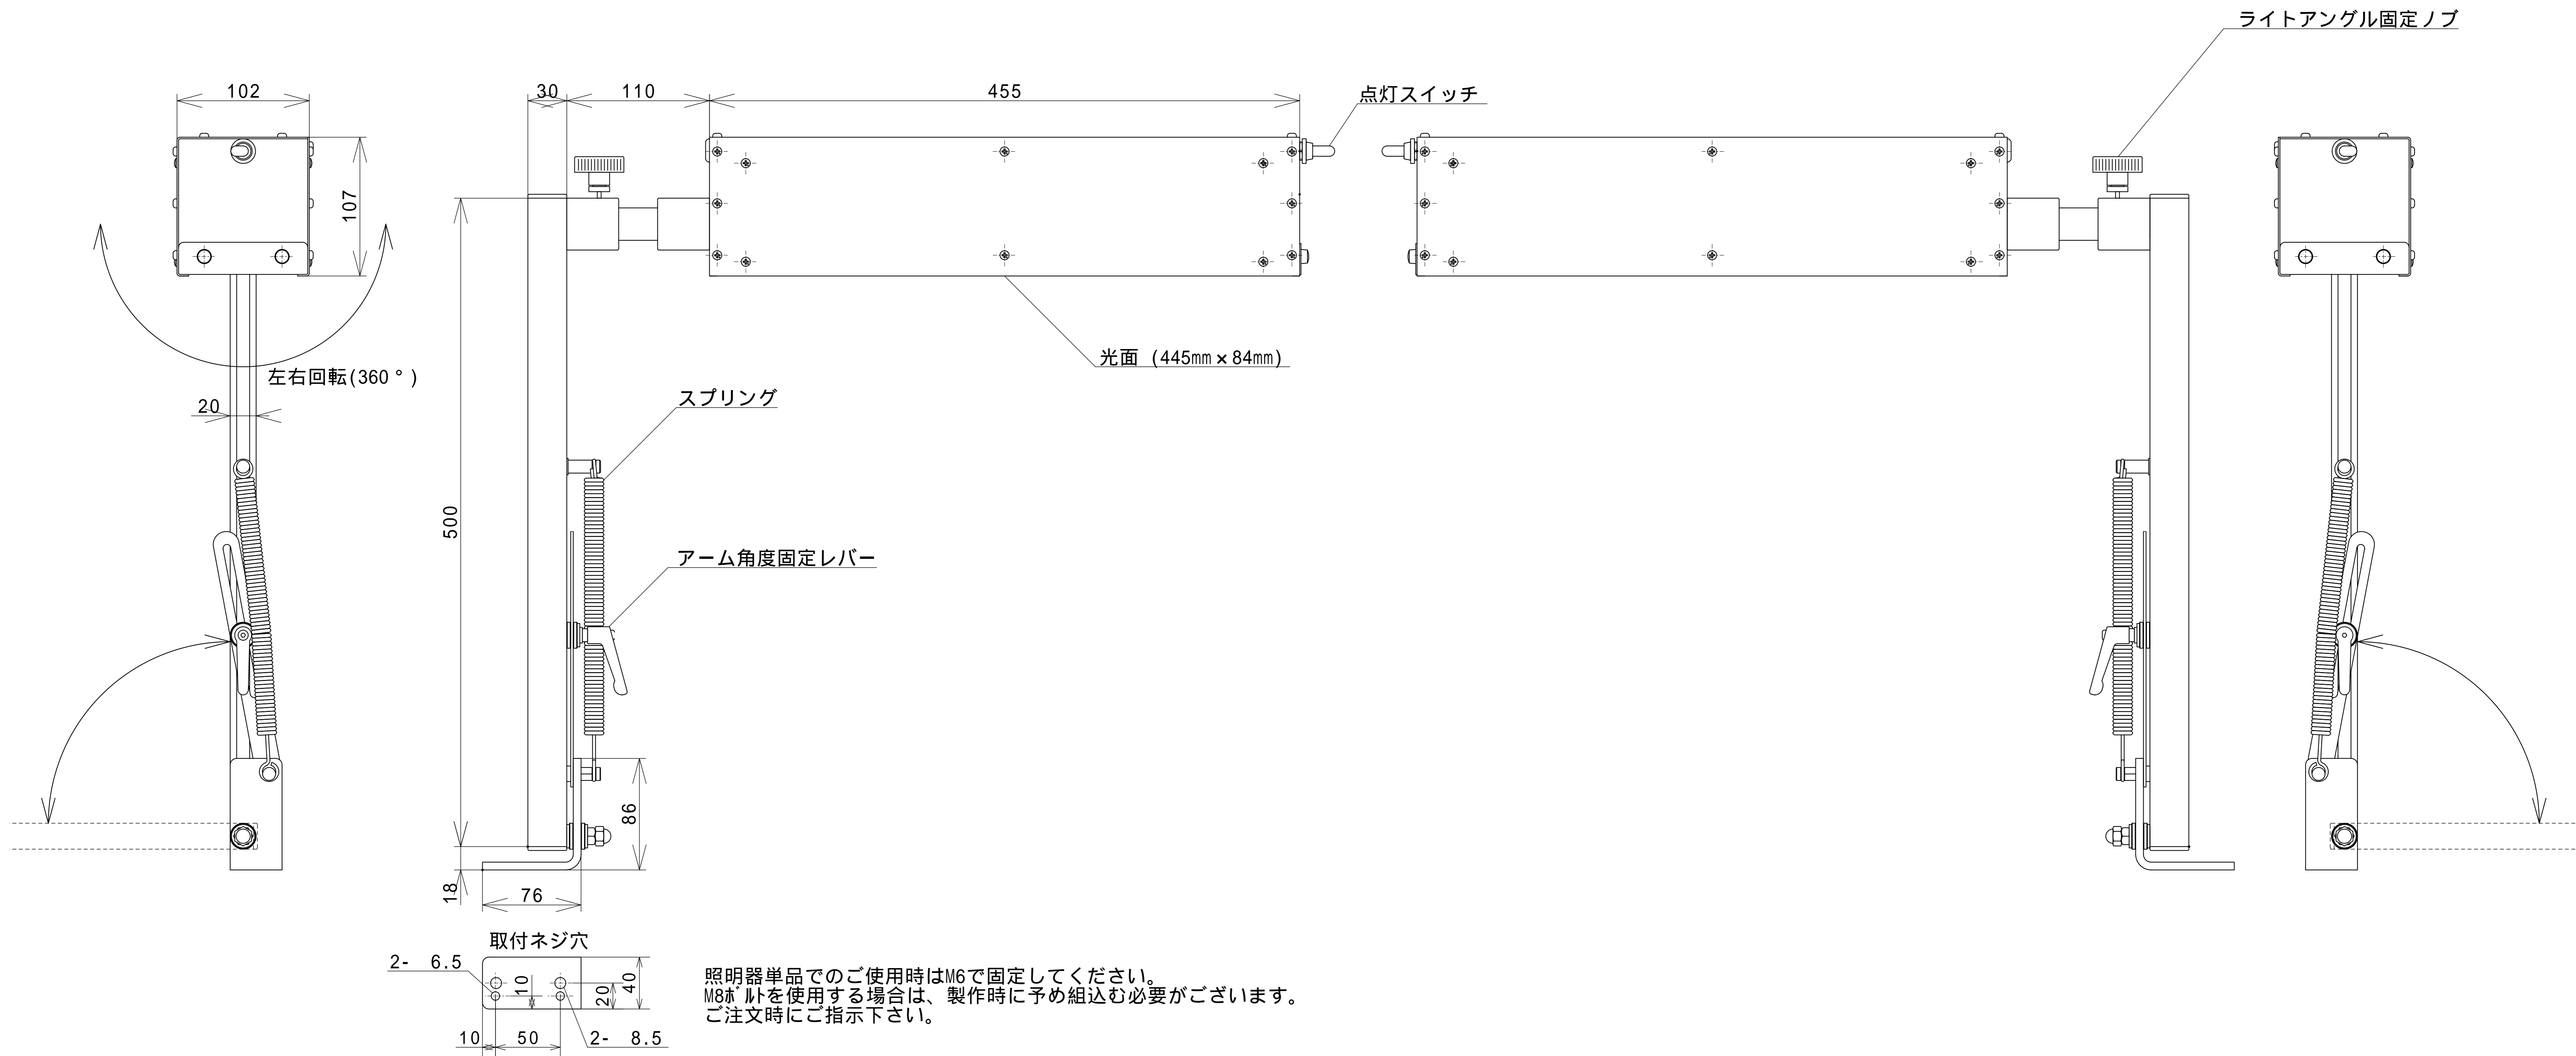 ライトアングル固定ノブ
102
30
110
455
点灯スイッチ
107
光面 (445㎜×84㎜)
左右回転(360°)
20
スプリング
500
アーム角度固定レバー
86
18
76
取付ネジ穴
2- 6.5
10
20
40
10
50
2- 8.5
照明器単品でのご使用時はM6で固定してください。
M8ﾎﾞﾙﾄを使用する場合は、製作時に予め組込む必要がございます。
ご注文時にご指示下さい。